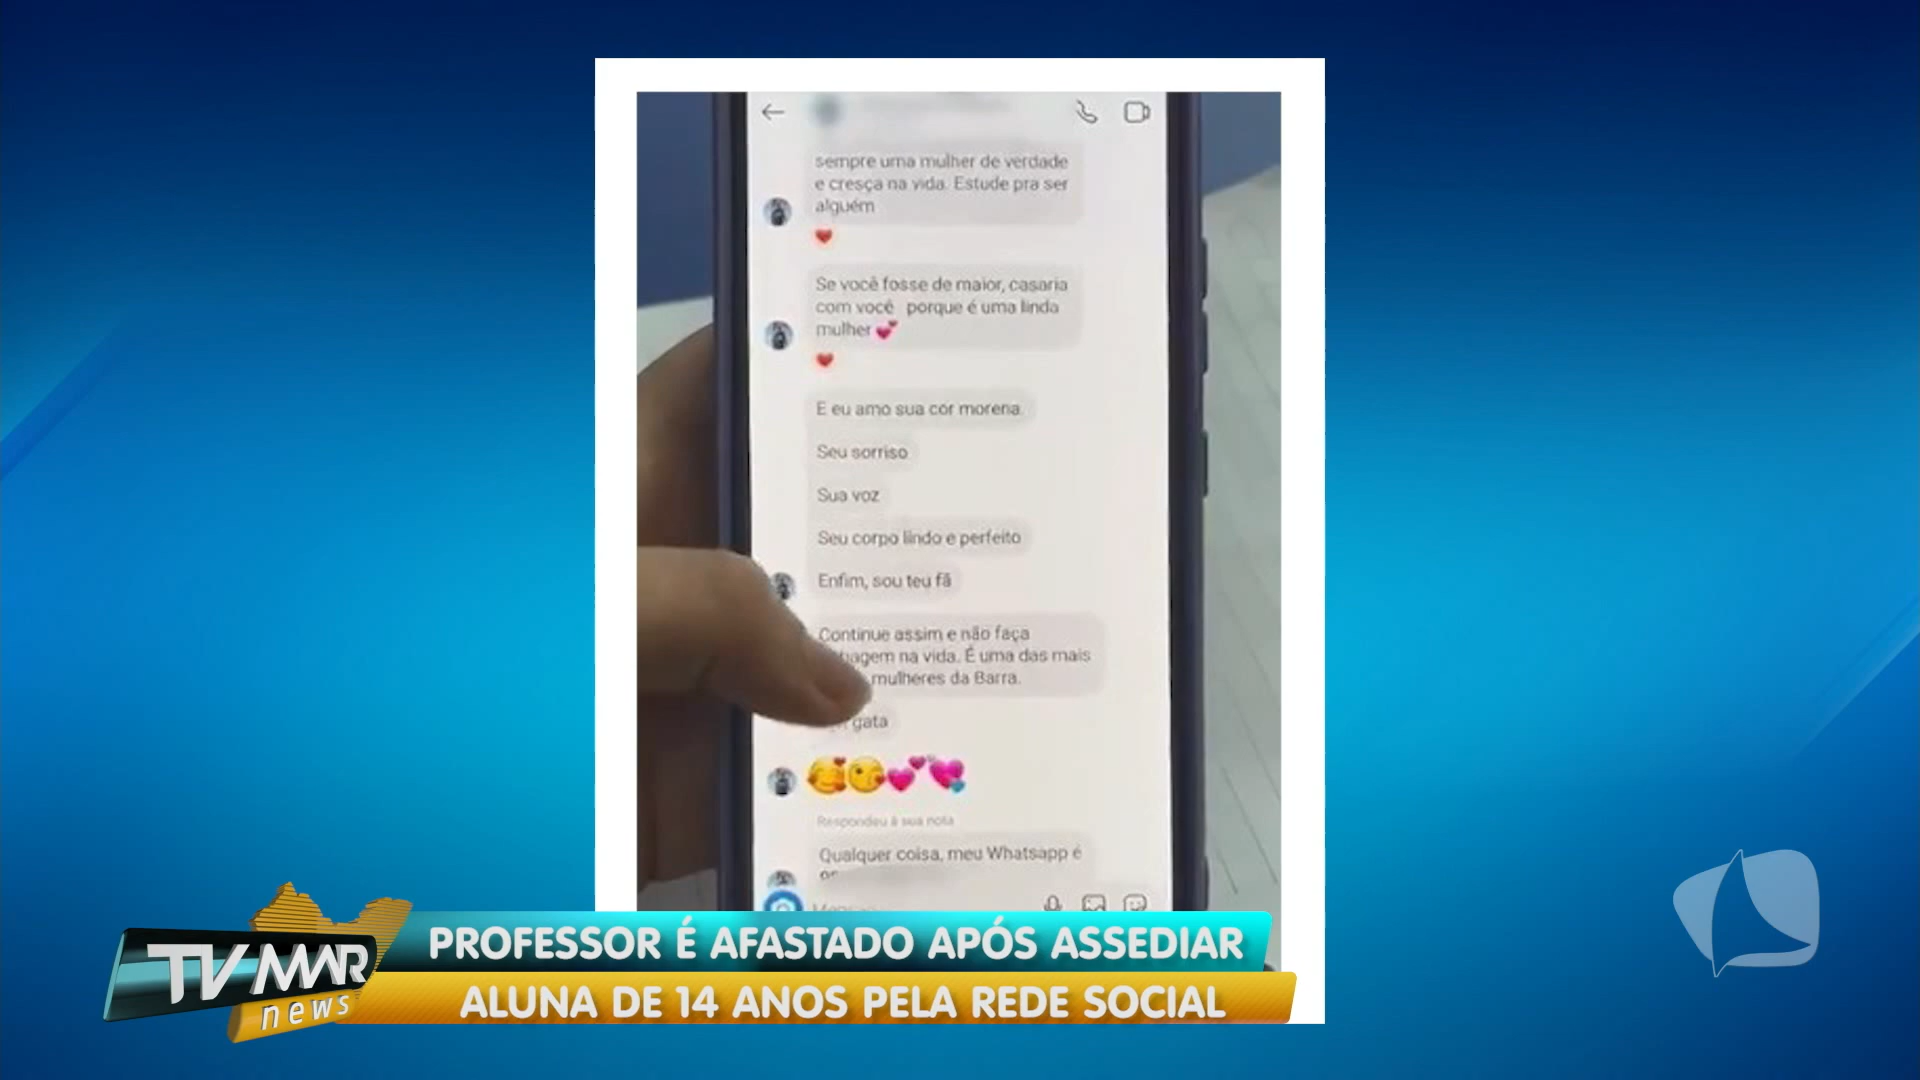 sempre uma mulher de verdade
e cresça na vida. Estude pra ser
alguém
Se você fosse de maior, casaria
com você porque é uma linda
mulher
E eu amo sua cor morena
Seu sorriso
Sua voz
Seu corpo lindo e perfeito
Enfim, sou teu fã
Continue assim e não faça
na vida. É uma das mais
mulheres da Barra.
gata
Respondeu à sua nota
Qualquer coisa, meu Whatsapp é
PROFESSOR É AFASTADO APÓS ASSEDIAR
ALUNA DE 14 ANOS PELA REDE SOCIAL
TV MAR
news